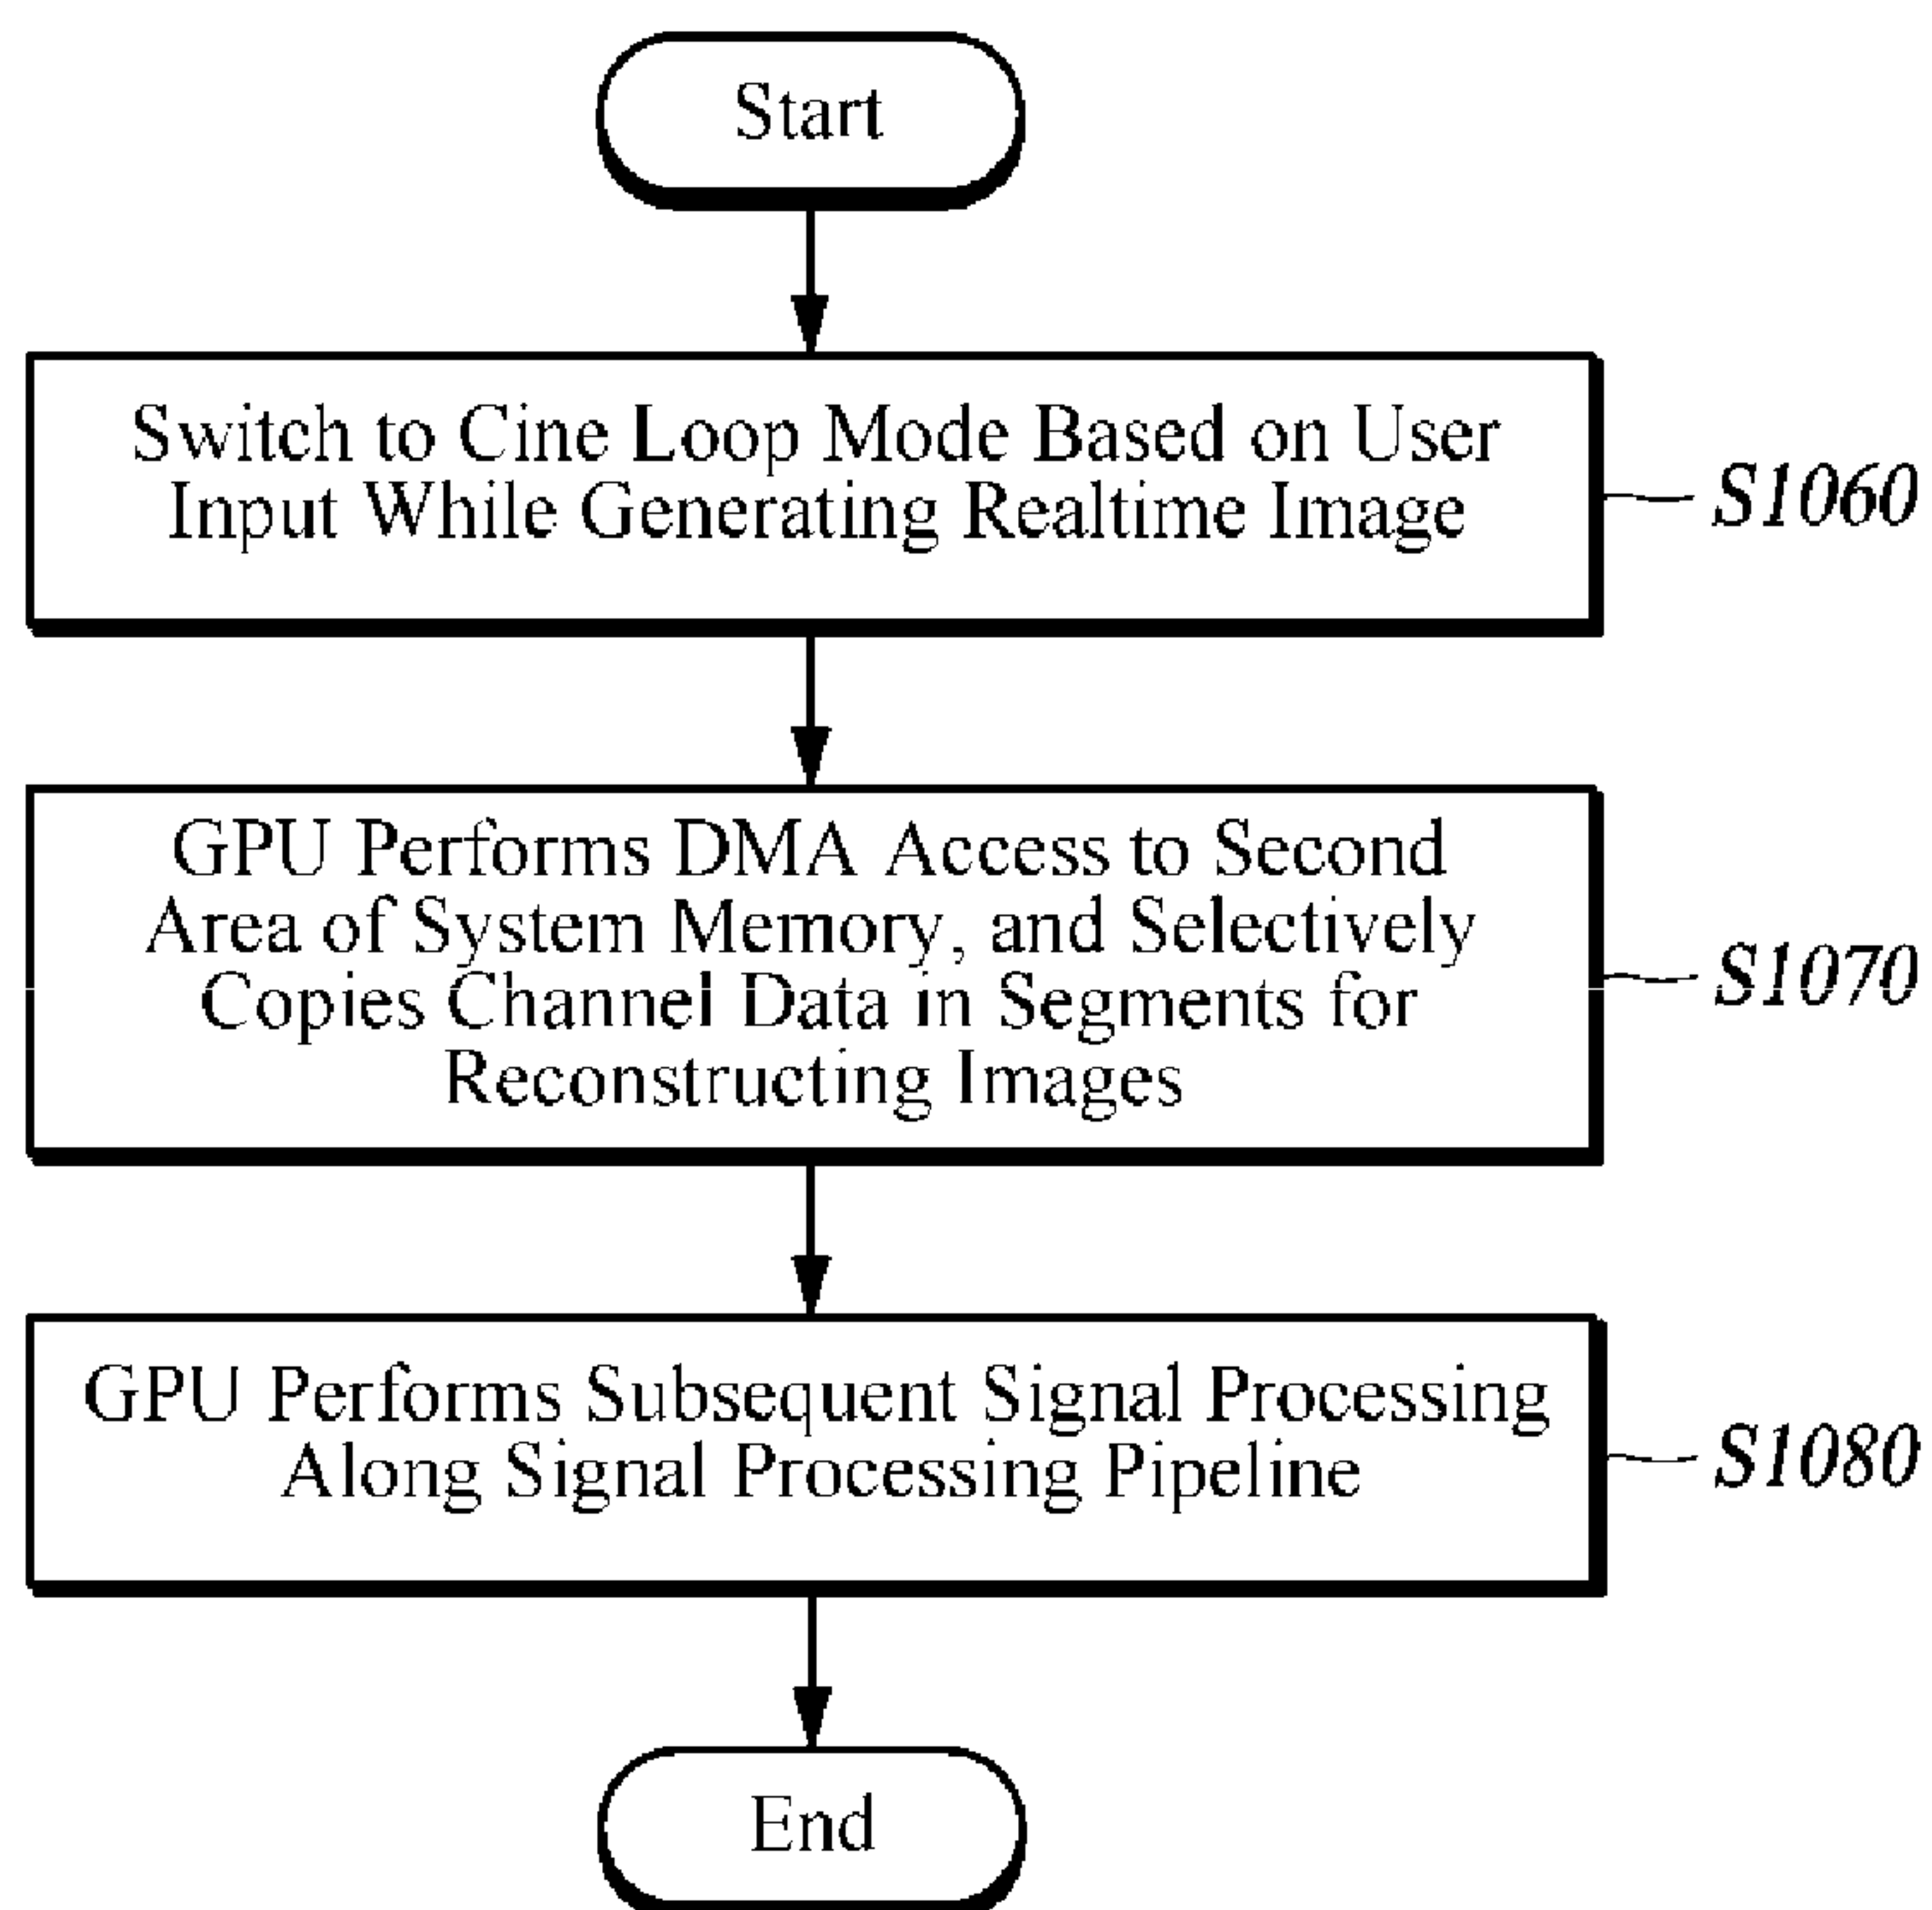 Start
Switch to Cine Loop Mode Based on User
Input While Generating Realtime Image
S1060
GPU Performs DMA Access to Second
Area of System Memory, and Selectively
Copies Channel Data in Segments for
Reconstructing Images
S1070
GPU Performs Subsequent Signal Processing
Along Signal Processing Pipeline
S1080
End